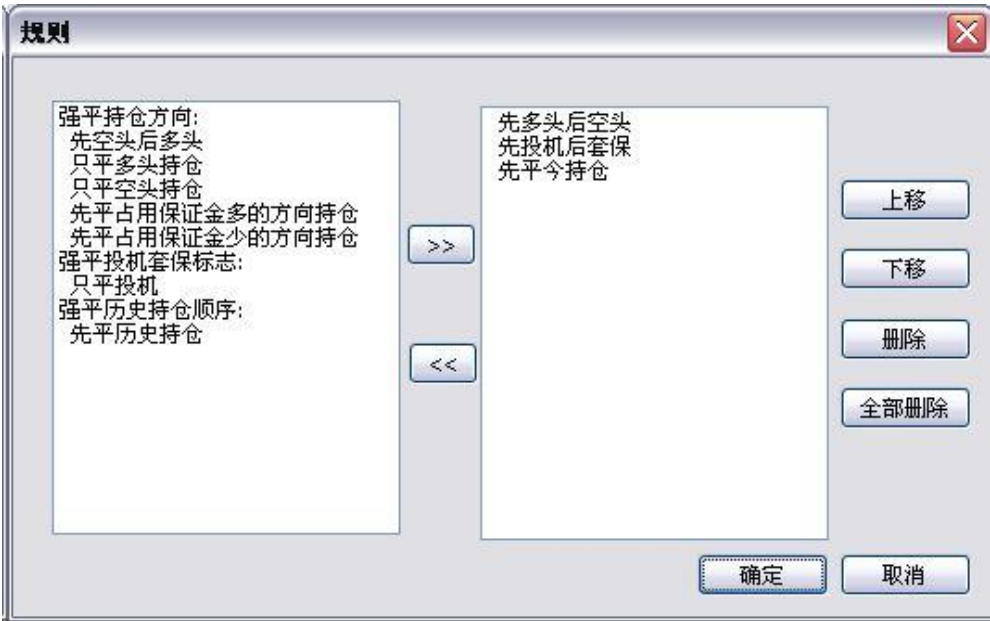 规则
强平持仓方向:
先空头后多头
只平多头持仓
只平空头持仓
先平占用保证金多的方向持仓
先平占用保证金少的方向持仓
强平投机套保标志:
只平投机
强平历史持仓顺序:
先平历史持仓
>>
<<
先多头后空头
先投机后套保
先平今持仓
上移
下移
删除
全部删除
确定
取消